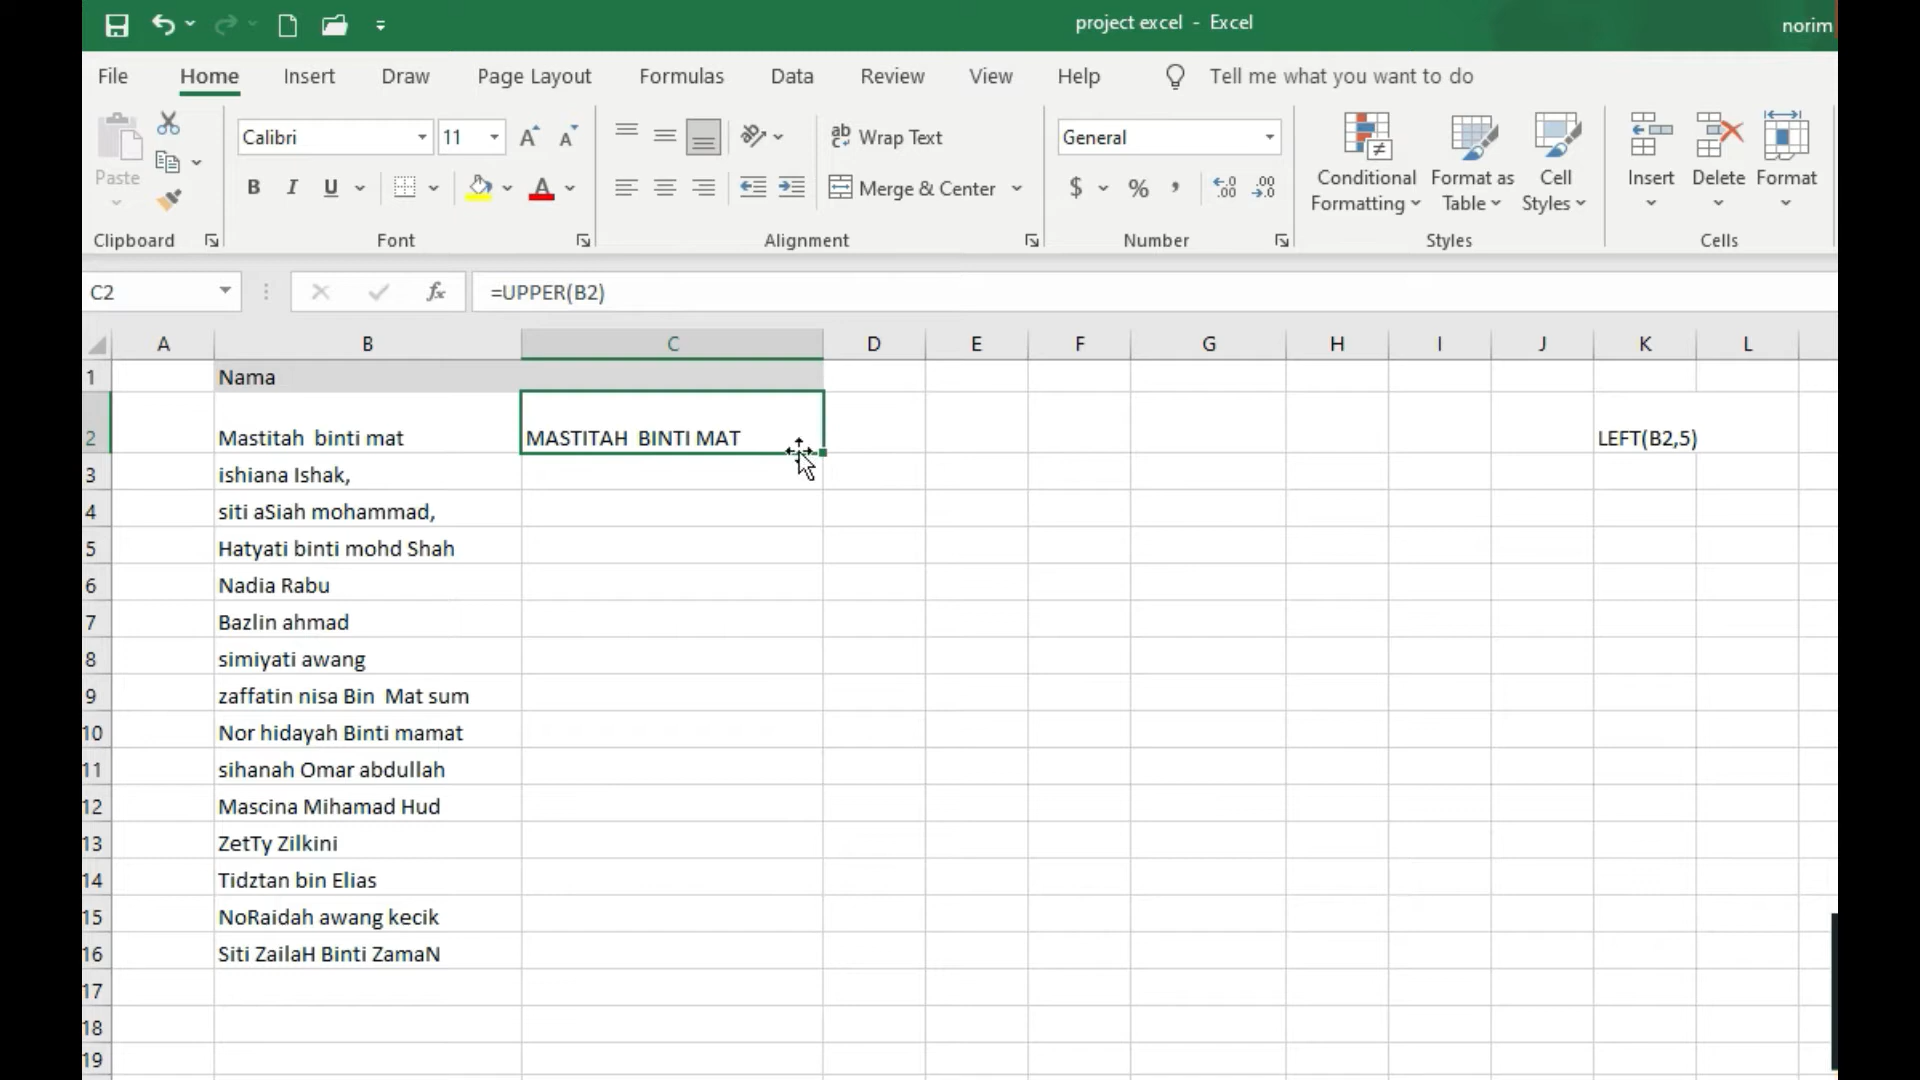 project excel - Excel
norim
File Home Insert Draw Page Layout Formulas Data Review View Help Tell me what you want to do
Calibri 11 Wrap Text General
Paste B I U A Merge & Center $ % , Conditional Formatting Format as Table Cell Styles Insert Delete Format
Clipboard Font Alignment Number Styles Cells
C2 fx =UPPER(B2)
A B C D E F G H I J K L
1 Nama
2 Mastitah  binti mat MASTITAH  BINTI MAT LEFT(B2,5)
3 ishiana Ishak,
4 siti aSiah mohammad,
5 Hatyati binti mohd Shah
6 Nadia Rabu
7 Bazlin ahmad
8 simiyati awang
9 zaffatin nisa Bin  Mat sum
10 Nor hidayah Binti mamat
11 sihanah Omar abdullah
12 Mascina Mihamad Hud
13 ZetTy Zilkini
14 Tidztan bin Elias
15 NoRaidah awang kecik
16 Siti ZailaH Binti ZamaN
17
18
19